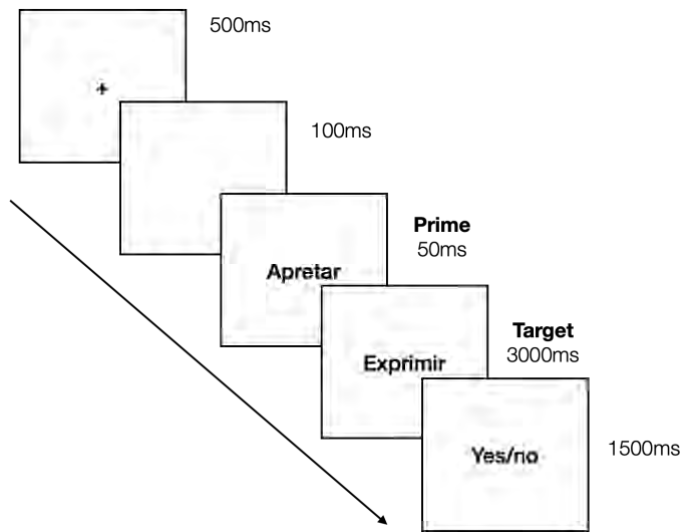 500ms
+
100ms
Prime
50ms
Apretar
Target
3000ms
Exprimir
Yes/no
1500ms